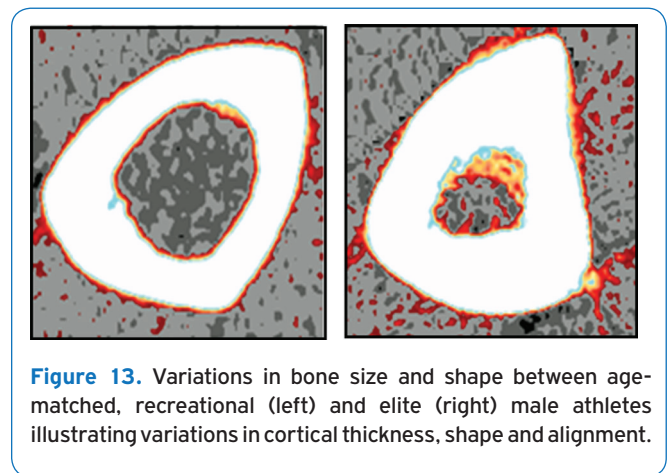 Figure 13. Variations in bone size and shape between age-
matched, recreational (left) and elite (right) male athletes
illustrating variations in cortical thickness, shape and alignment.